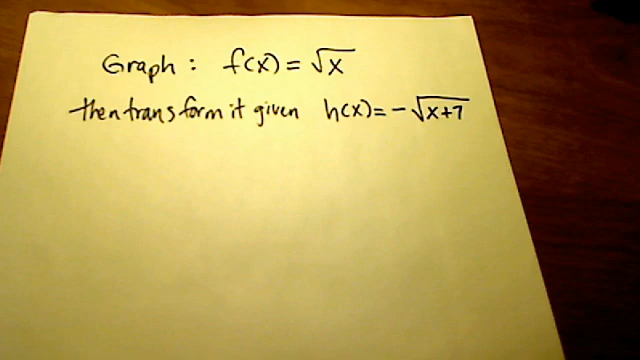 Graph : f(x) = √x
then transform it given h(x) = -√x+7